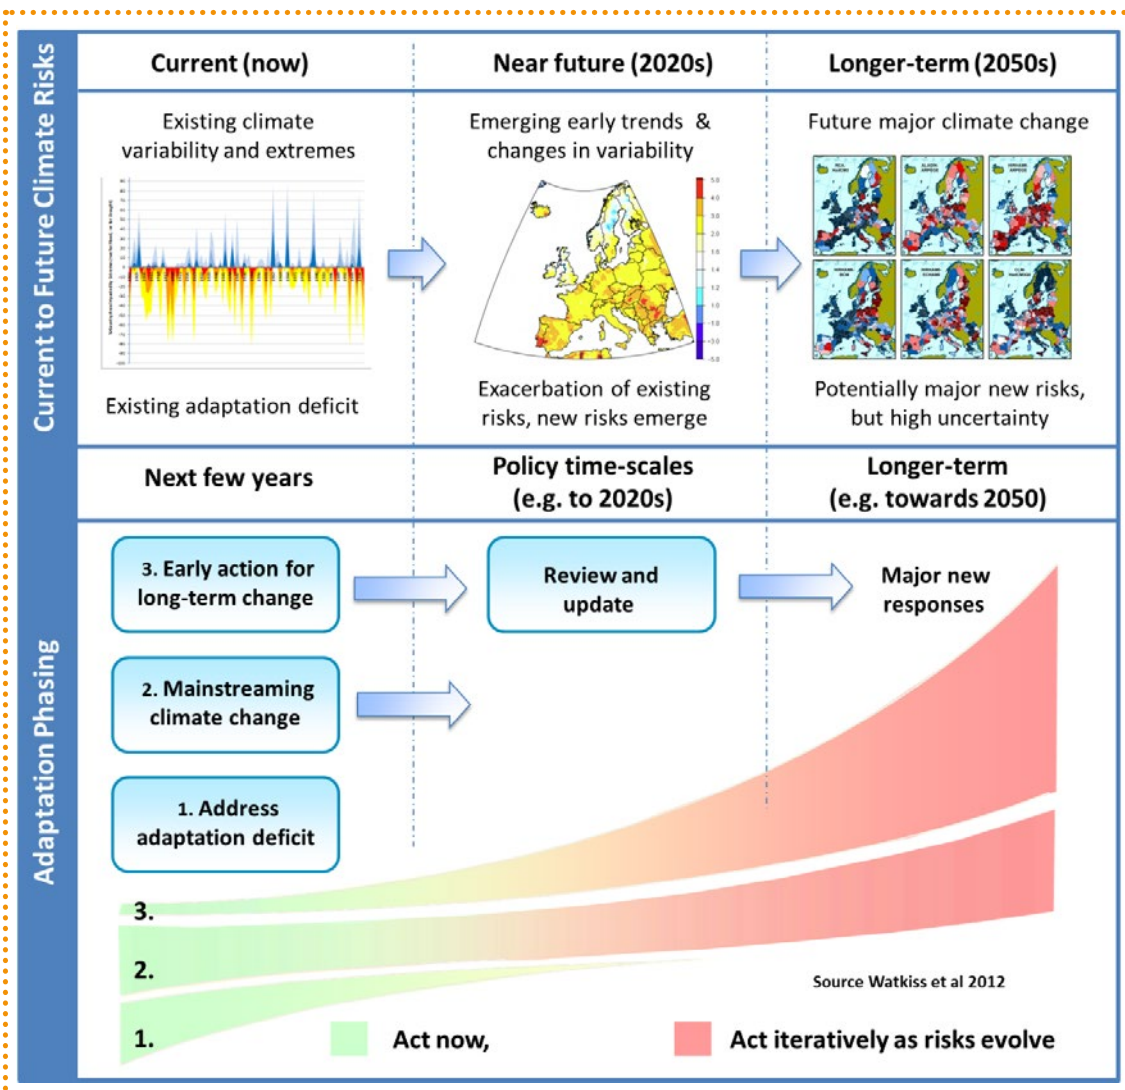 Current to Future Climate Risks
Current (now)
Near future (2020s)
Longer-term (2050s)
Existing climate
variability and extremes
Emerging early trends &
changes in variability
Future major climate change
Existing adaptation deficit
Exacerbation of existing
risks, new risks emerge
Potentially major new risks,
but high uncertainty
Adaptation Phasing
Next few years
Policy time-scales
(e.g. to 2020s)
Longer-term
(e.g. towards 2050)
3. Early action for
long-term change
Review and
update
Major new
responses
2. Mainstreaming
climate change
1. Address
adaptation deficit
3.
2.
1.
Source Watkiss et al 2012
Act now,
Act iteratively as risks evolve